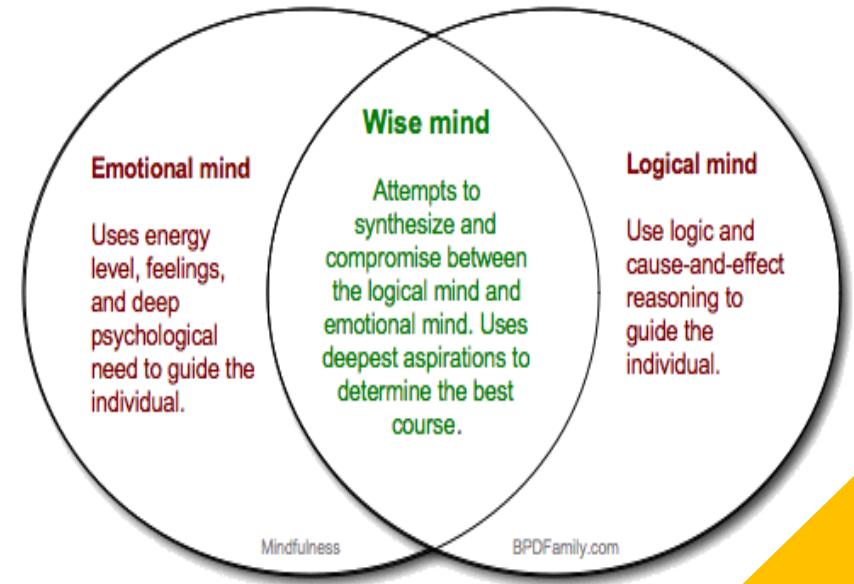 Emotional mind
Uses energy
level, feelings,
and deep
psychological
need to guide the
individual.
Wise mind
Attempts to
synthesize and
compromise between
the logical mind and
emotional mind. Uses
deepest aspirations to
determine the best
course.
Logical mind
Use logic and
cause-and-effect
reasoning to
guide the
individual.
Mindfulness
BPDFamily.com